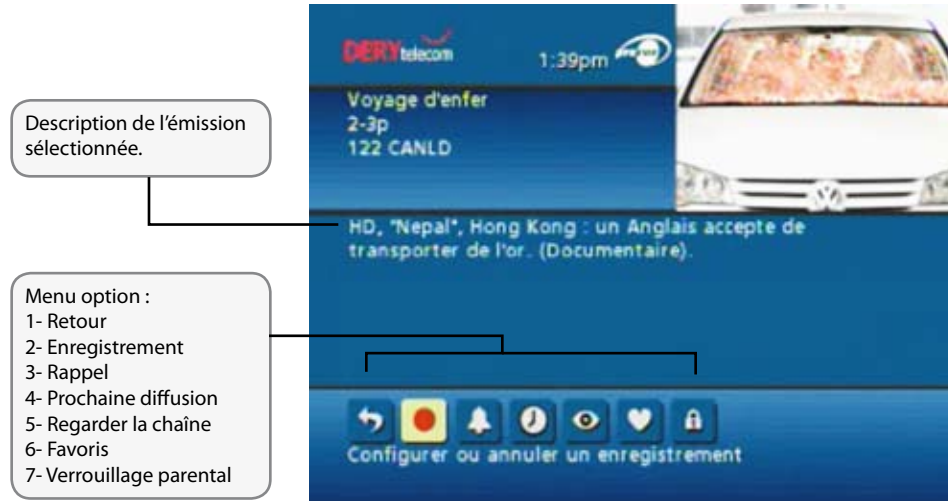 DERYtelecom
1:39pm
Voyage d'enfer
2-3p
122 CANLD
Description de l'émission
sélectionnée.
HD, "Nepal", Hong Kong : un Anglais accepte de
transporter de l'or. (Documentaire).
Menu option :
1- Retour
2- Enregistrement
3- Rappel
4- Prochaine diffusion
5- Regarder la chaîne
6- Favoris
7- Verrouillage parental
Configurer ou annuler un enregistrement